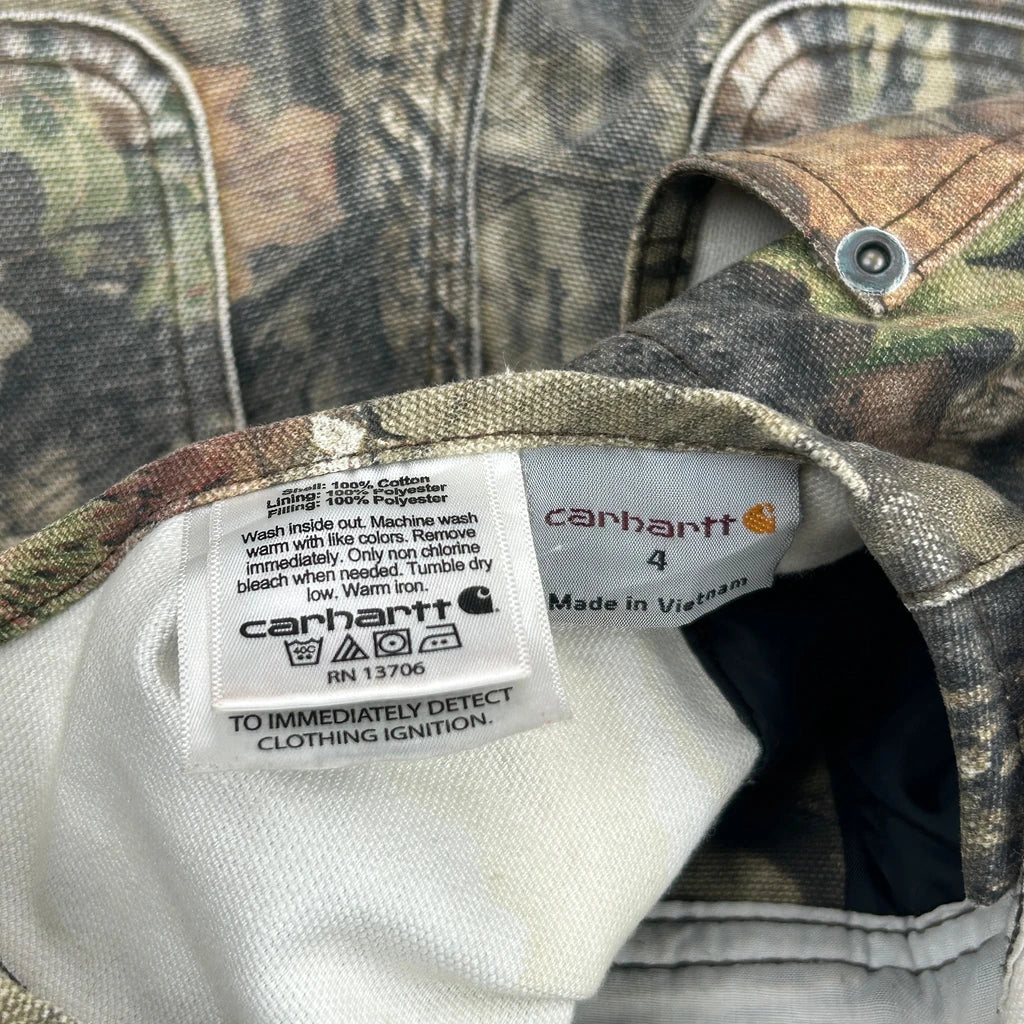 Shell: 100% Cotton
Lining: 100% Polyester
Filling: 100% Polyester
Wash inside out. Machine wash
warm with like colors. Remove
immediately. Only non chlorine
bleach when needed. Tumble dry
low. Warm iron.
carhartt
40C
RN 13706
TO IMMEDIATELY DETECT
CLOTHING IGNITION.
carhartt
4
Made in Vietnam